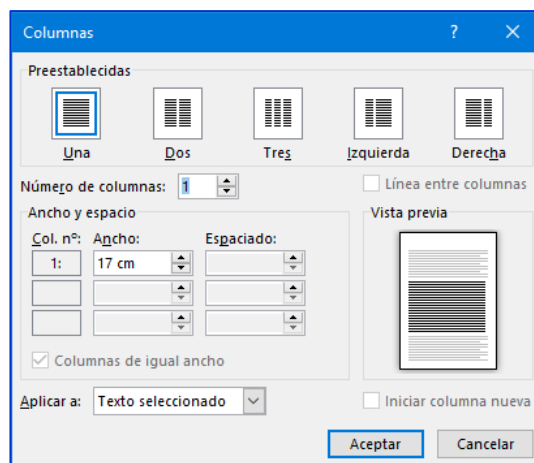 Columnas ? ×
Preestablecidas
Una Dos Tres Izquierda Derecha
Número de columnas: 1 Línea entre columnas
Ancho y espacio Vista previa
Col. nº: Ancho: Espaciado:
1: 17 cm
Columnas de igual ancho
Aplicar a: Texto seleccionado Iniciar columna nueva
Aceptar Cancelar